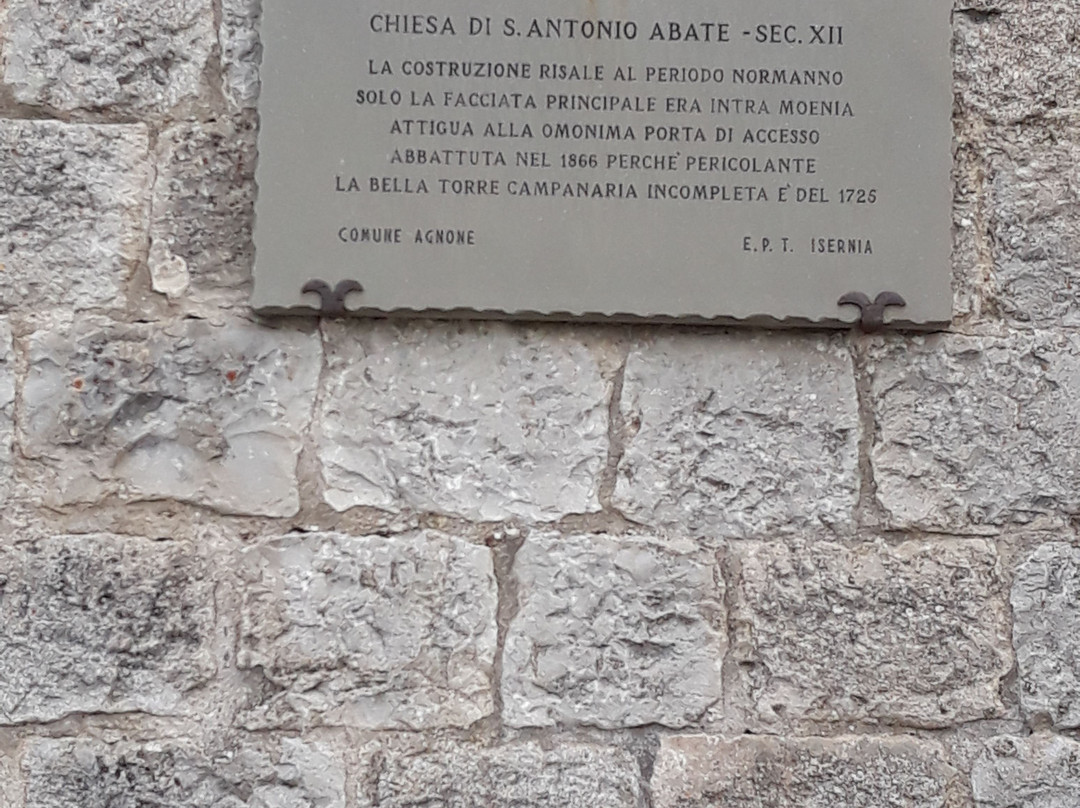 CHIESA DI S. ANTONIO ABATE - SEC. XII
LA COSTRUZIONE RISALE AL PERIODO NORMANNO
SOLO LA FACCIATA PRINCIPALE ERA INTRA MOENIA
ATTIGUA ALLA OMONIMA PORTA DI ACCESSO
ABBATTUTA NEL 1866 PERCHE' PERICOLANTE
LA BELLA TORRE CAMPANARIA INCOMPLETA E' DEL 1725
COMUNE AGNONE
E.P.T. ISERNIA